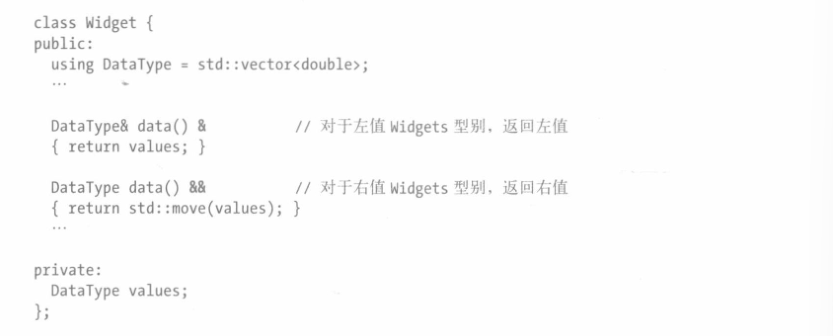 class Widget {
public:
  using DataType = std::vector<double>;
  ...
  DataType& data() &          // 对于左值 Widgets 型别，返回左值
  { return values; }
  DataType data() &&          // 对于右值 Widgets 型别，返回右值
  { return std::move(values); }
  ...
private:
  DataType values;
};